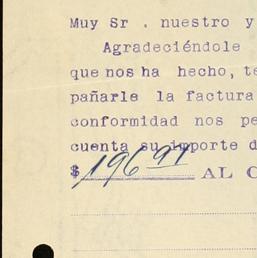 Muy Sr . nuestro y
Agradeciéndole
que nos ha hecho, te
pañarle la factura
conformidad nos pe
cuenta su importe d
$ 196 91 AL C